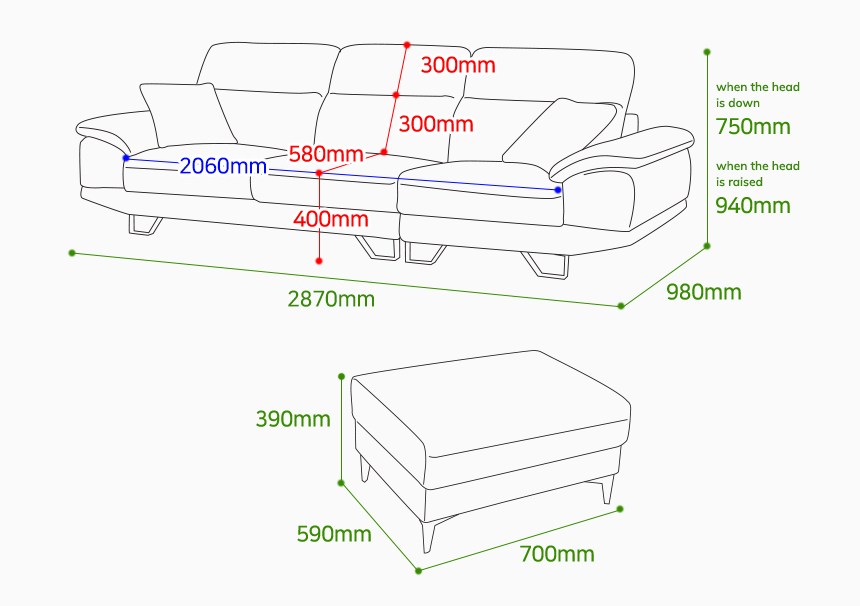 300mm
300mm
580mm
2060mm
400mm
when the head
is down
750mm
when the head
is raised
940mm
980mm
2870mm
390mm
590mm
700mm